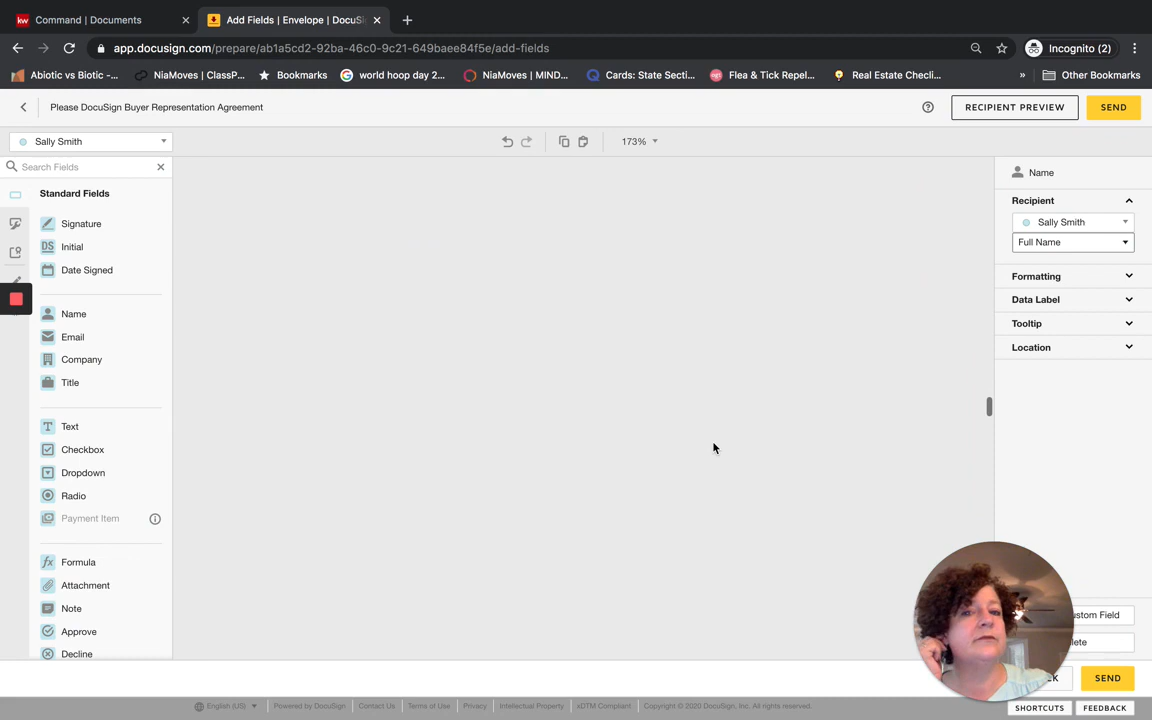 Command | Documents
Add Fields | Envelope | DocuSi
app.docusign.com/prepare/ab1a5cd2-92ba-46c0-9c21-649baee84f5e/add-fields
Incognito (2)
Abiotic vs Biotic -...
NiaMoves | ClassP...
Bookmarks
world hoop day 2...
NiaMoves | MIND...
Cards: State Secti...
Flea & Tick Repel...
Real Estate Checli...
»
Other Bookmarks
Please DocuSign Buyer Representation Agreement
RECIPIENT PREVIEW
SEND
Sally Smith
173%
Search Fields
Standard Fields
Signature
DS Initial
Date Signed
Name
Email
Company
Title
Text
Checkbox
Dropdown
Radio
Payment Item
fx Formula
Attachment
Note
Approve
Decline
Name
Recipient
Sally Smith
Full Name
Formatting
Data Label
Tooltip
Location
ustom Field
lete
CK
SEND
English (US)
Powered by DocuSign
Contact Us
Terms of Use
Privacy
Intellectual Property
xDTM Compliant
Copyright © 2020 DocuSign, Inc. All rights reserved.
SHORTCUTS
FEEDBACK